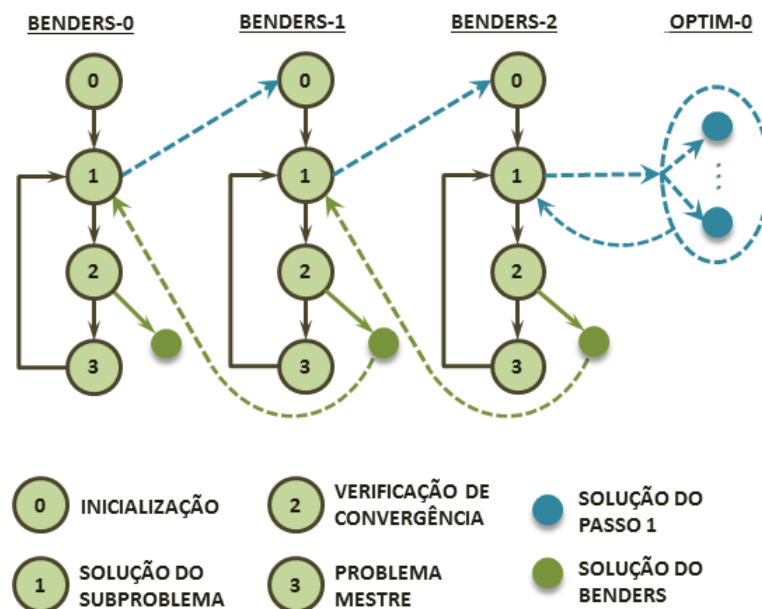 BENDERS-0
BENDERS-1
BENDERS-2
OPTIM-0
0
0
0
1
1
1
2
2
2
3
3
3
0
INICIALIZAÇÃO
2
VERIFICAÇÃO DE
CONVERGÊNCIA
SOLUÇÃO DO
PASSO 1
1
SOLUÇÃO DO
SUBPROBLEMA
3
PROBLEMA
MESTRE
SOLUÇÃO DO
BENDERS